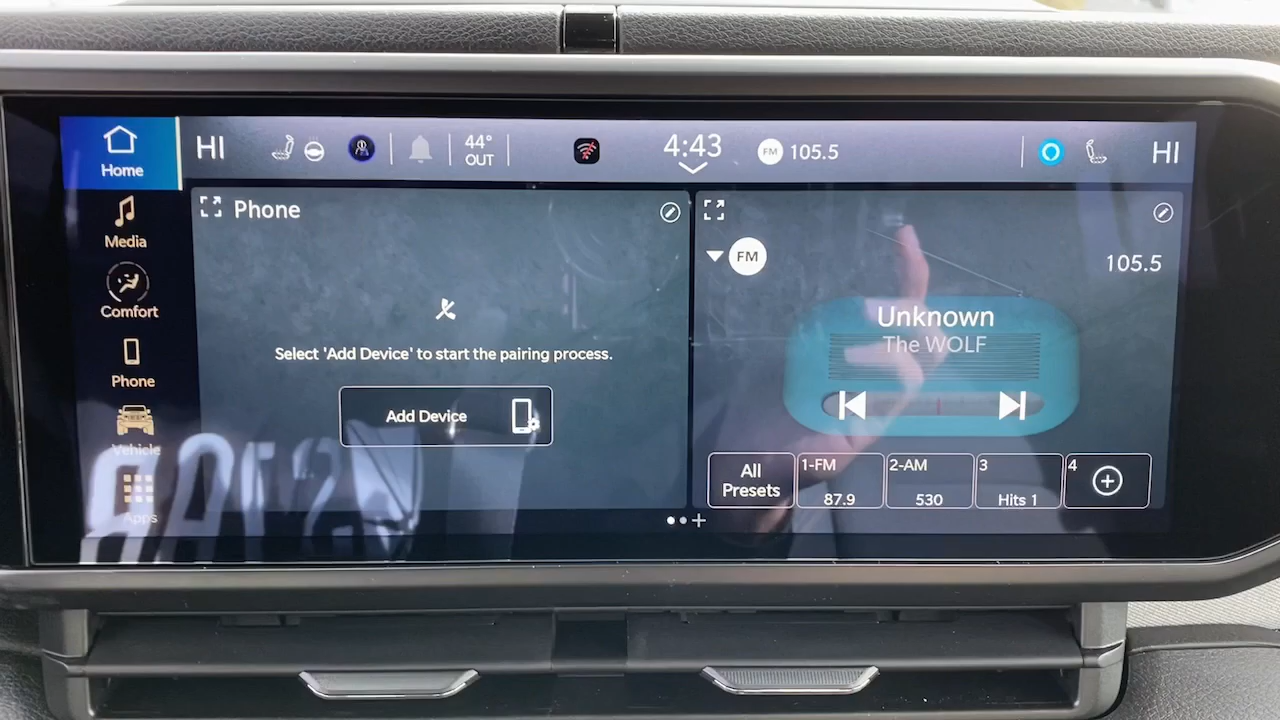 Home
HI
44°
OUT
4:43
FM
105.5
HI
Media
Comfort
Phone
Vehicle
Apps
Phone
Select 'Add Device' to start the pairing process.
Add Device
FM
105.5
Unknown
The WOLF
All
Presets
1-FM
87.9
2-AM
530
3
Hits 1
4